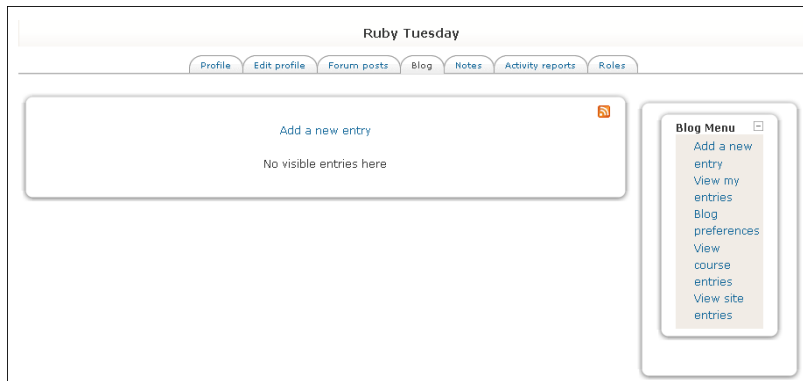 Ruby Tuesday
Profile Edit profile Forum posts Blog Notes Activity reports Roles
Add a new entry
No visible entries here
Blog Menu
Add a new
entry
View my
entries
Blog
preferences
View
course
entries
View site
entries